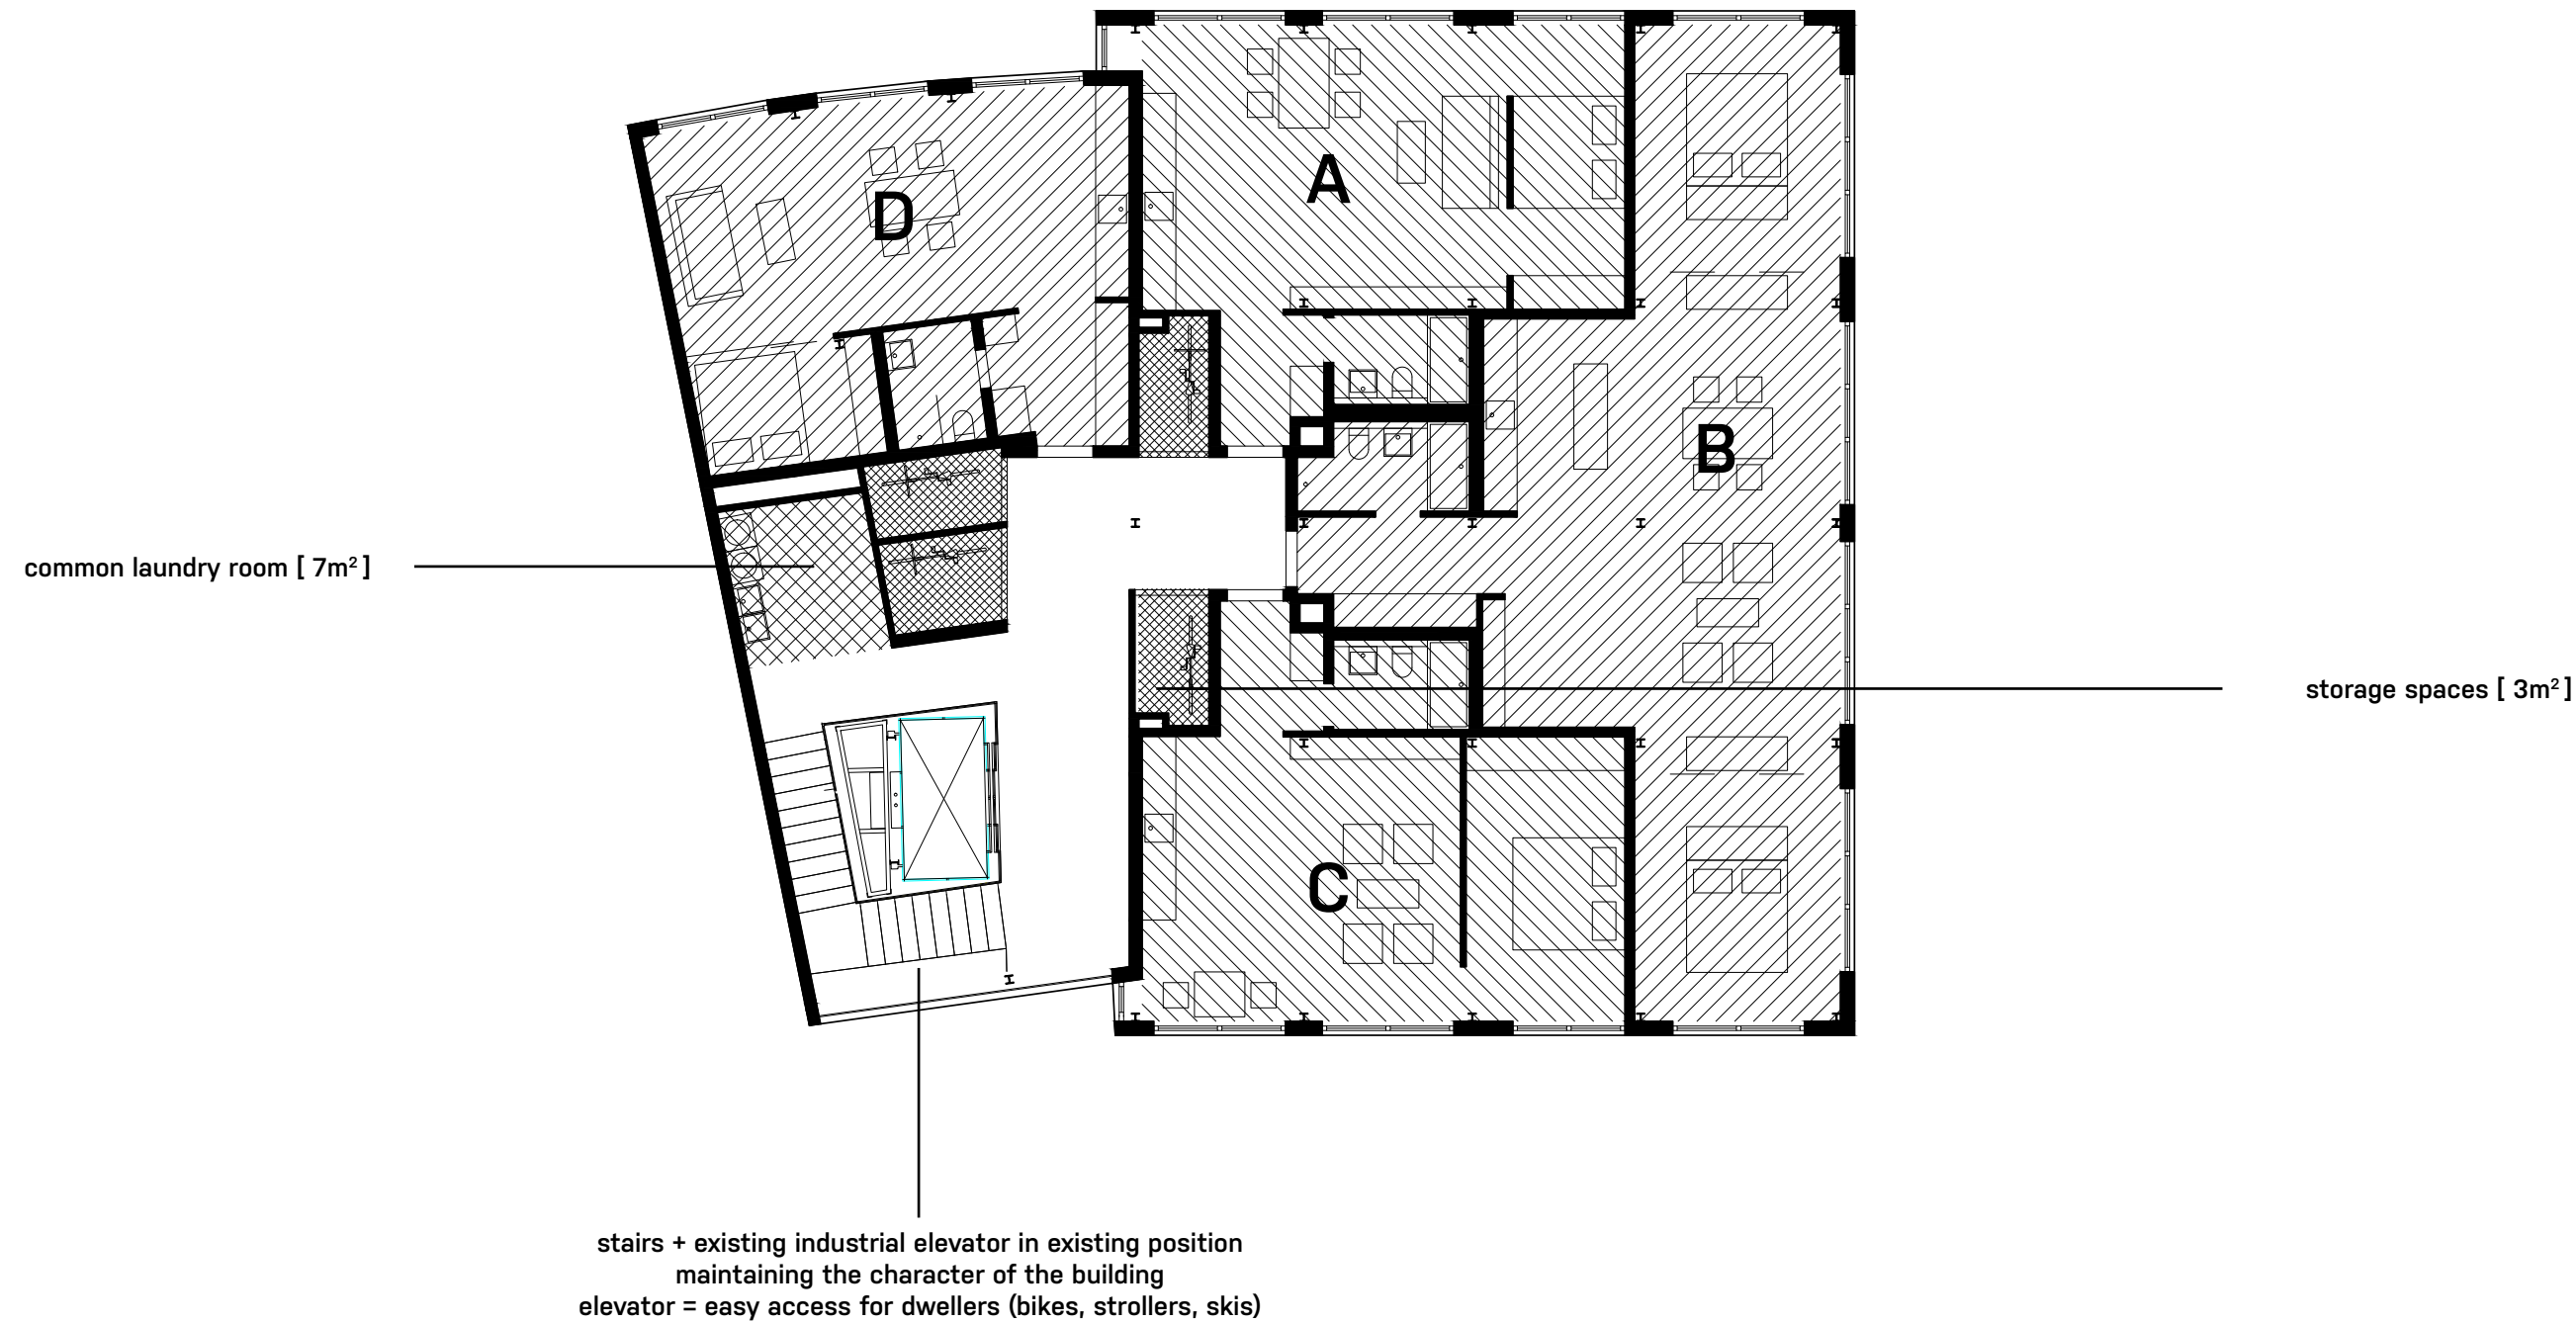 A
D
B
common laundry room [ 7m² ]
storage spaces [ 3m² ]
C
stairs + existing industrial elevator in existing position
maintaining the character of the building
elevator = easy access for dwellers (bikes, strollers, skis)